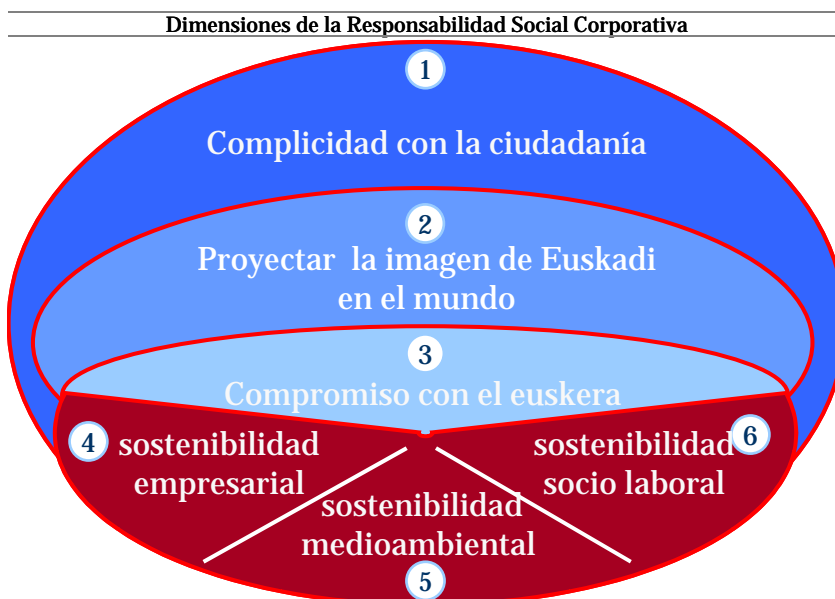 Dimensiones de la Responsabilidad Social Corporativa
1
Complicidad con la ciudadanía
2
Proyectar la imagen de Euskadi
en el mundo
3
Compromiso con el euskera
4
sostenibilidad
empresarial
sostenibilidad
medioambiental
5
6
sostenibilidad
socio laboral